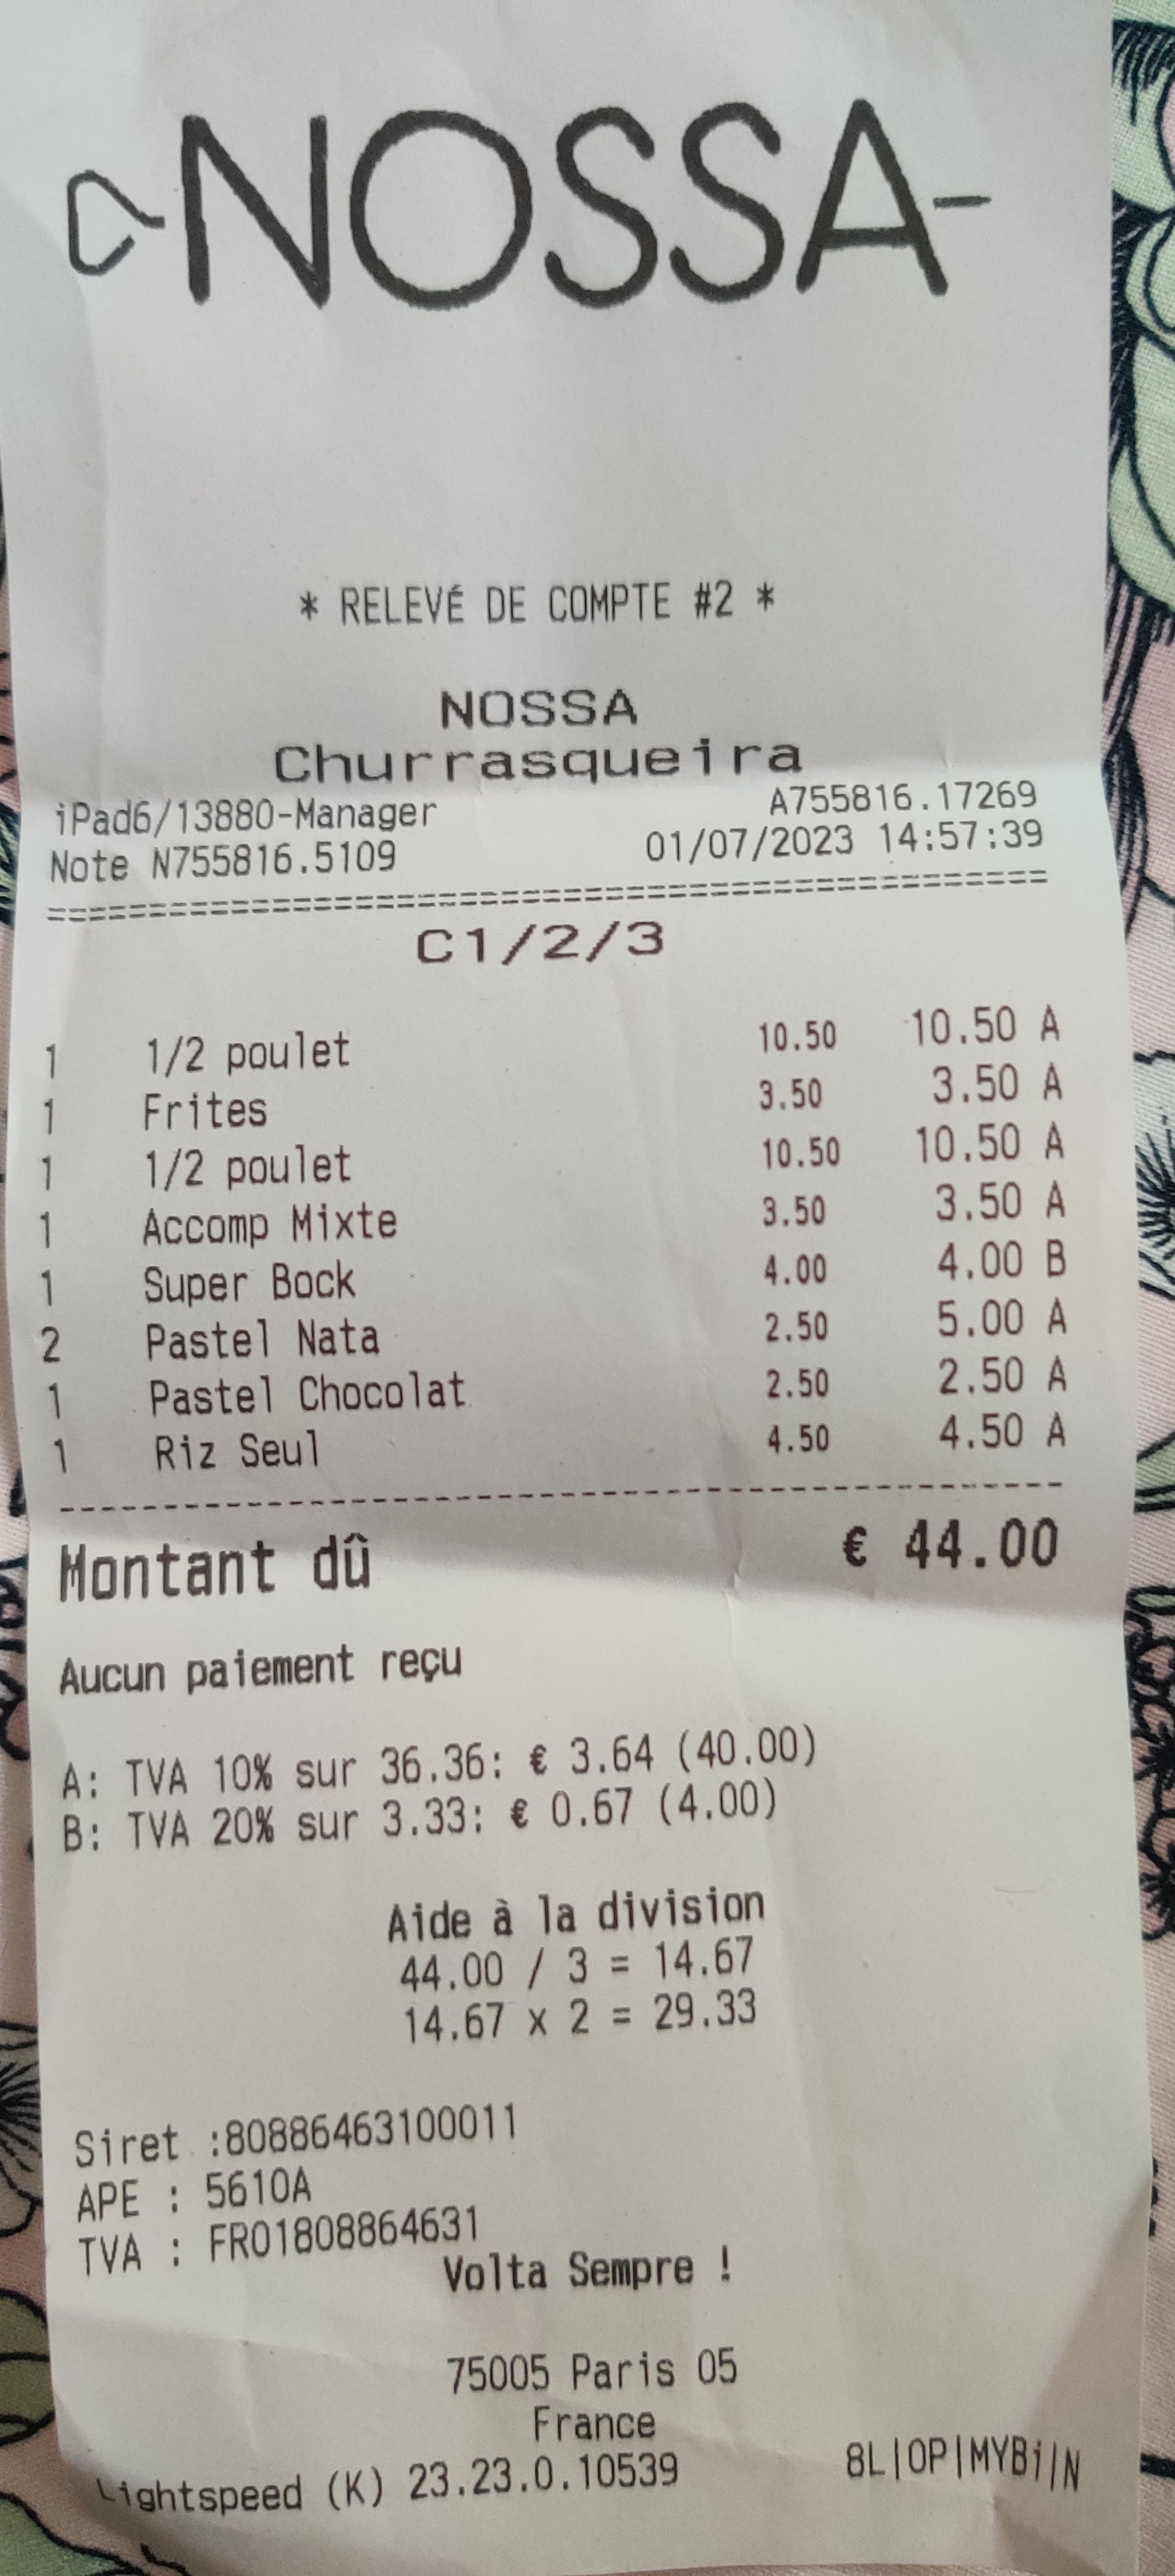 NOSSA
* RELEVÉ DE COMPTE #2 *
NOSSA
Churrasqueira
iPad6/13880-Manager A755816.17269
Note N755816.5109 01/07/2023 14:57:39
C1/2/3
1 1/2 poulet 10.50 10.50 A
1 Frites 3.50 3.50 A
1 1/2 poulet 10.50 10.50 A
1 Accomp Mixte 3.50 3.50 A
1 Super Bock 4.00 4.00 B
2 Pastel Nata 2.50 5.00 A
1 Pastel Chocolat 2.50 2.50 A
1 Riz Seul 4.50 4.50 A
Montant dû € 44.00
Aucun paiement reçu
A: TVA 10% sur 36.36: € 3.64 (40.00)
B: TVA 20% sur 3.33: € 0.67 (4.00)
Aide à la division
44.00 / 3 = 14.67
14.67 x 2 = 29.33
Siret :80886463100011
APE : 5610A
TVA : FR01808864631
Volta Sempre !
75005 Paris 05
France
Lightspeed (K) 23.23.0.10539 8L|OP|MYBi|N